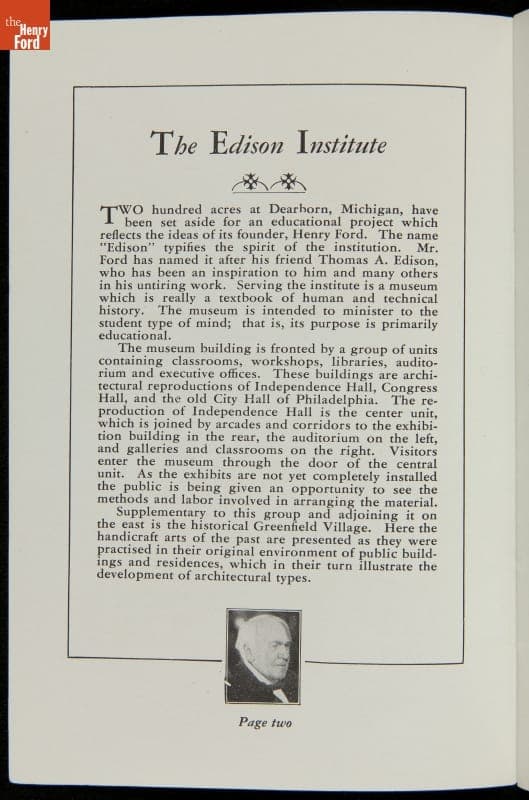 the
Henry
Ford
The Edison Institute
TWO hundred acres at Dearborn, Michigan, have
been set aside for an educational project which
reflects the ideas of its founder, Henry Ford. The name
"Edison" typifies the spirit of the institution. Mr.
Ford has named it after his friend Thomas A. Edison,
who has been an inspiration to him and many others
in his untiring work. Serving the institute is a museum
which is really a textbook of human and technical
history. The museum is intended to minister to the
student type of mind; that is, its purpose is primarily
educational.
The museum building is fronted by a group of units
containing classrooms, workshops, libraries, audito-
rium and executive offices. These buildings are archi-
tectural reproductions of Independence Hall, Congress
Hall, and the old City Hall of Philadelphia. The re-
production of Independence Hall is the center unit,
which is joined by arcades and corridors to the exhibi-
tion building in the rear, the auditorium on the left,
and galleries and classrooms on the right. Visitors
enter the museum through the door of the central
unit. As the exhibits are not yet completely installed
the public is being given an opportunity to see the
methods and labor involved in arranging the material.
Supplementary to this group and adjoining it on
the east is the historical Greenfield Village. Here the
handicraft arts of the past are presented as they were
practised in their original environment of public build-
ings and residences, which in their turn illustrate the
development of architectural types.
Page two